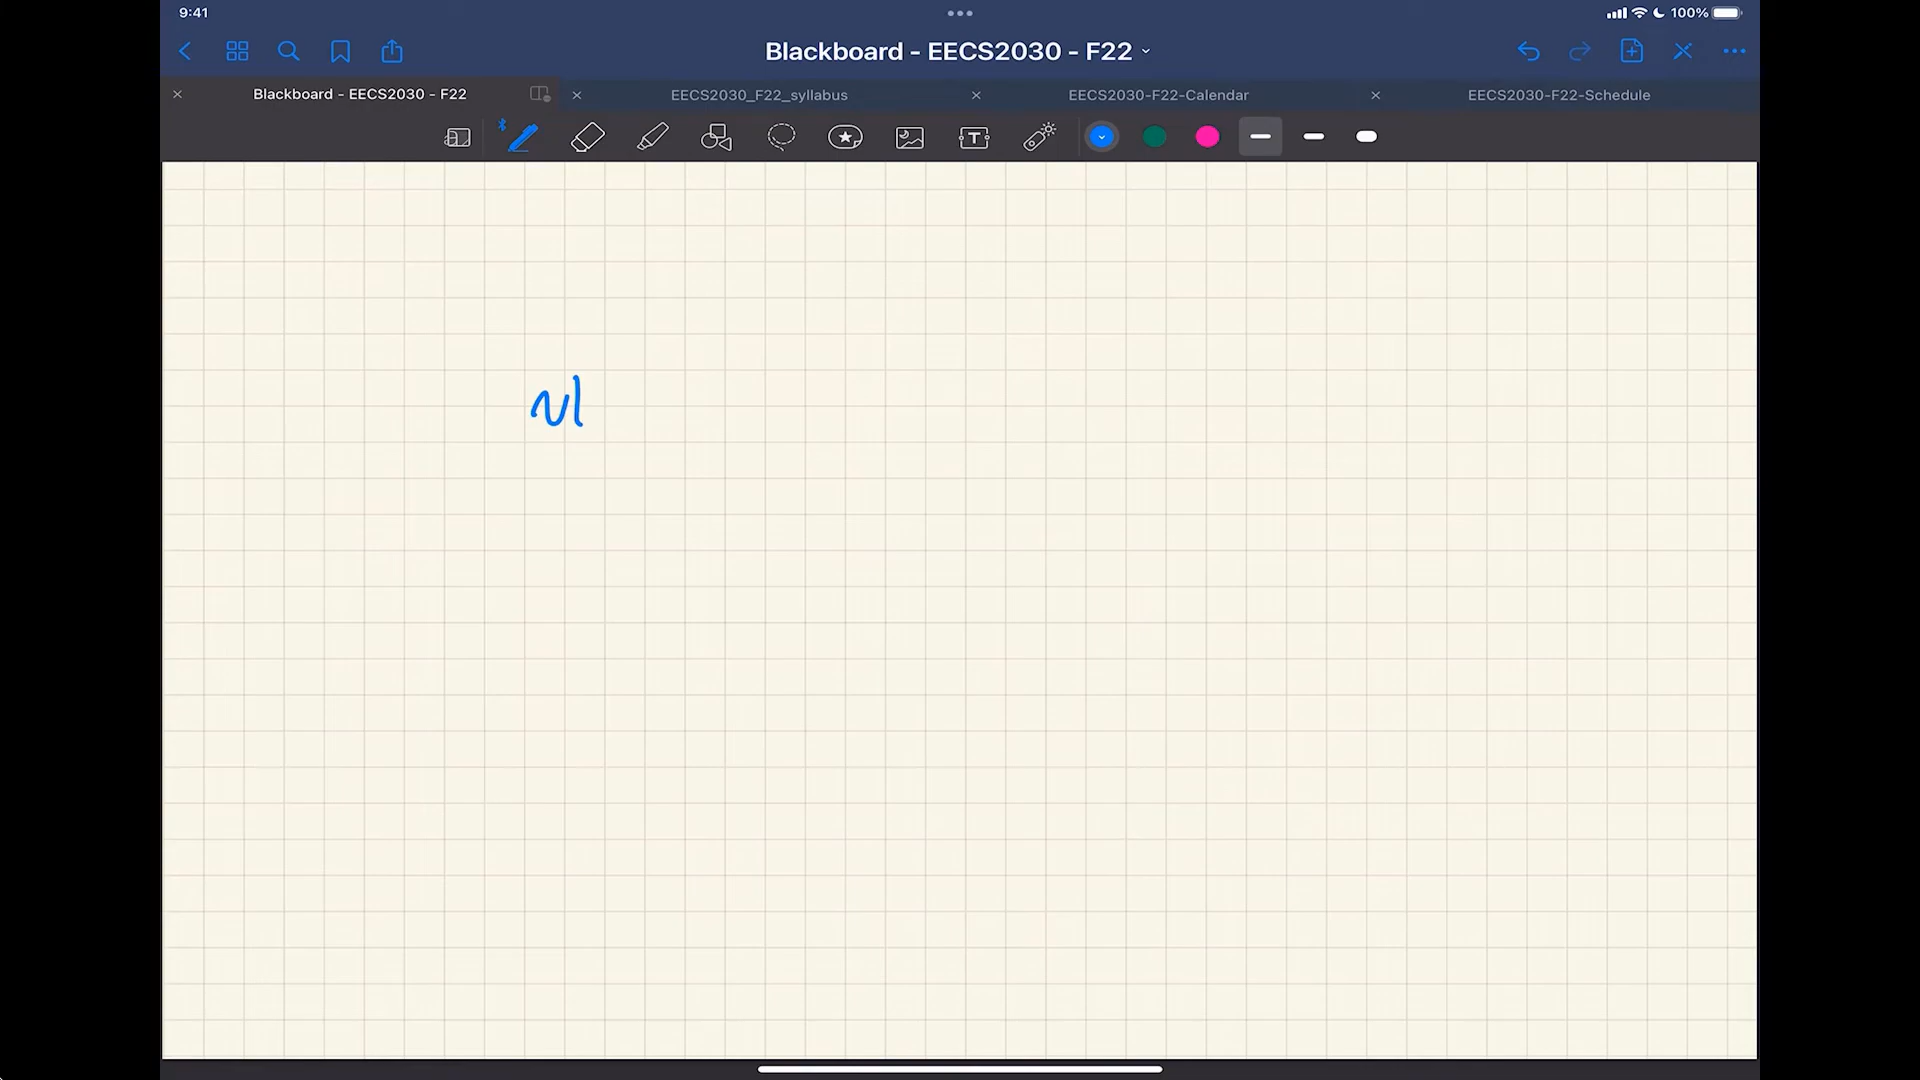 9:41
100%
Blackboard - EECS2030 - F22
Blackboard - EECS2030 - F22
EECS2030_F22_syllabus
EECS2030-F22-Calendar
EECS2030-F22-Schedule